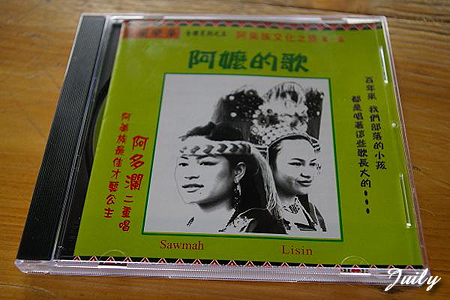 阿美族文化之旅
阿嬤的歌
百年來 我們部落的小孩
都是唱著這些歌長大的...
阿多瀾二重唱
阿美族最佳才藝公主
Sawmah
Lisin
Juily